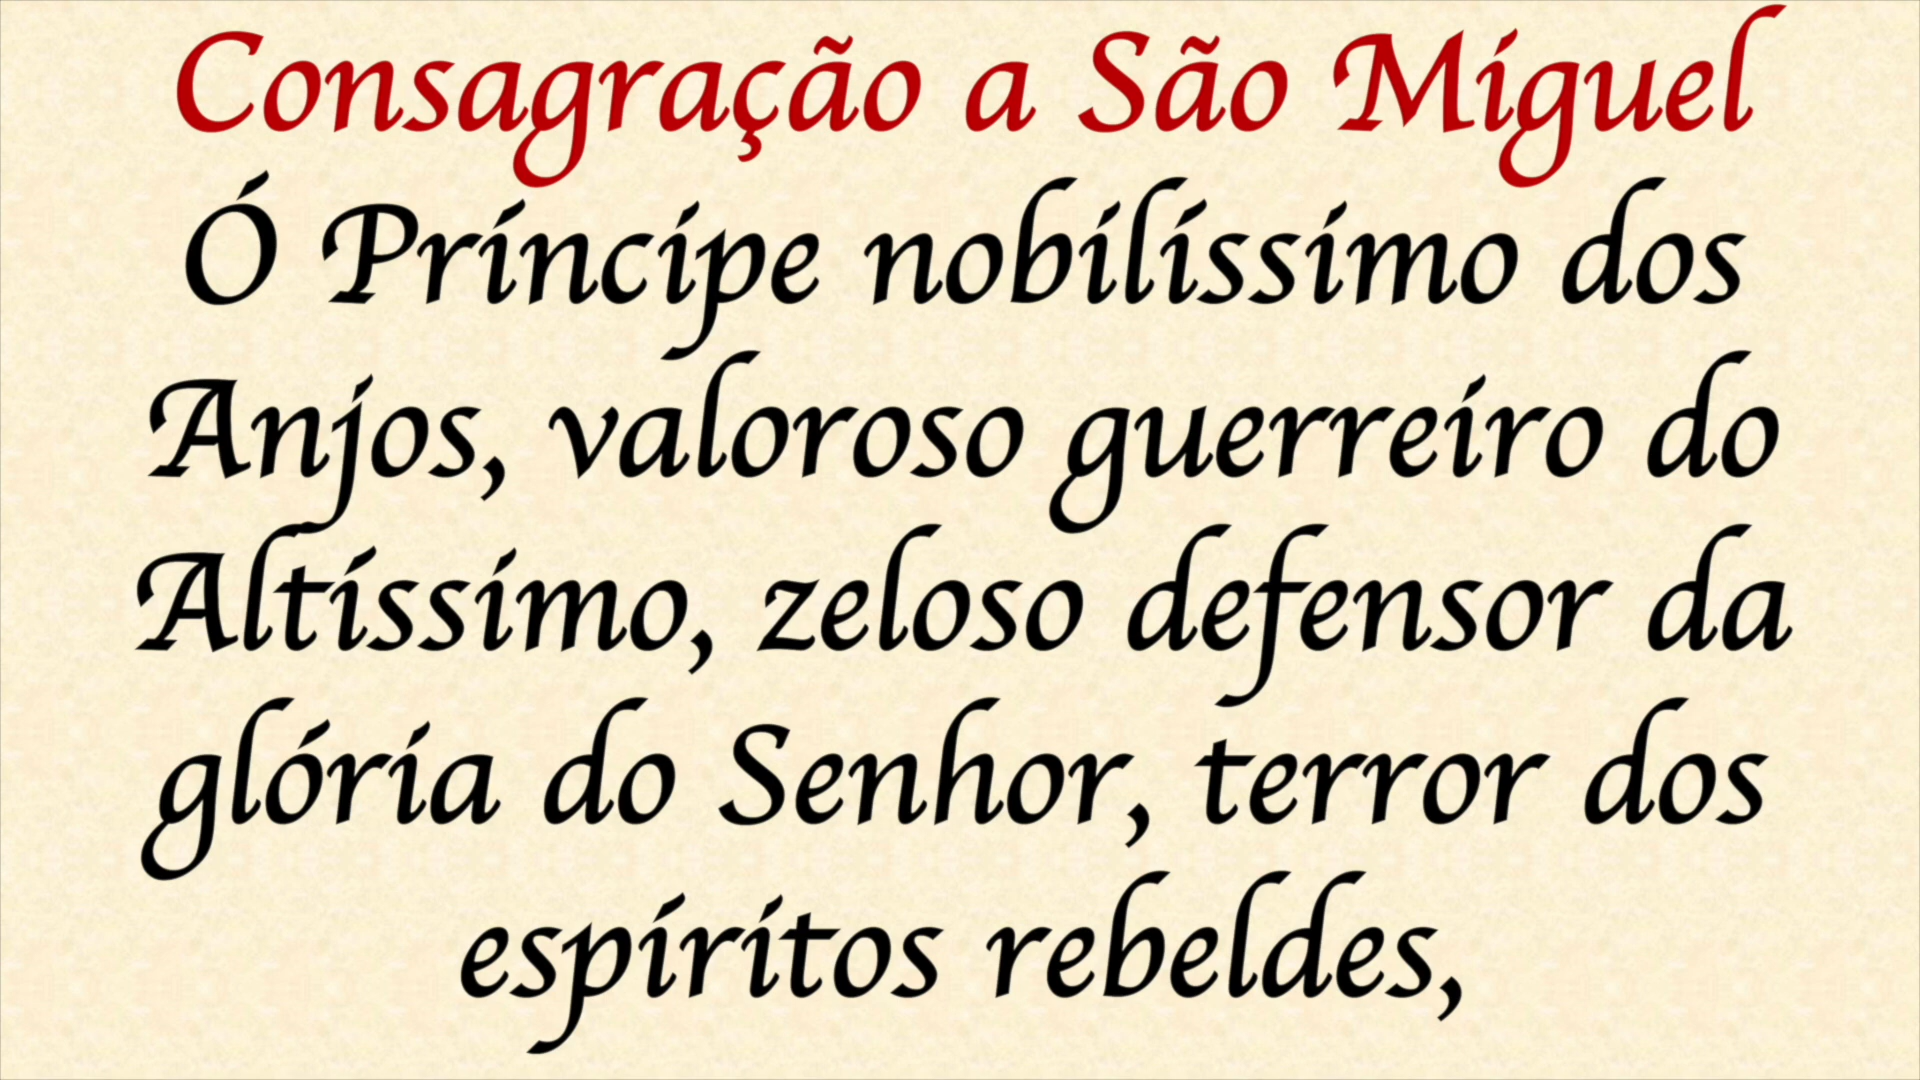 Consagração a São Miguel
Ó Príncipe nobilíssimo dos
Anjos, valoroso guerreiro do
Altíssimo, zeloso defensor da
glória do Senhor, terror dos
espíritos rebeldes,